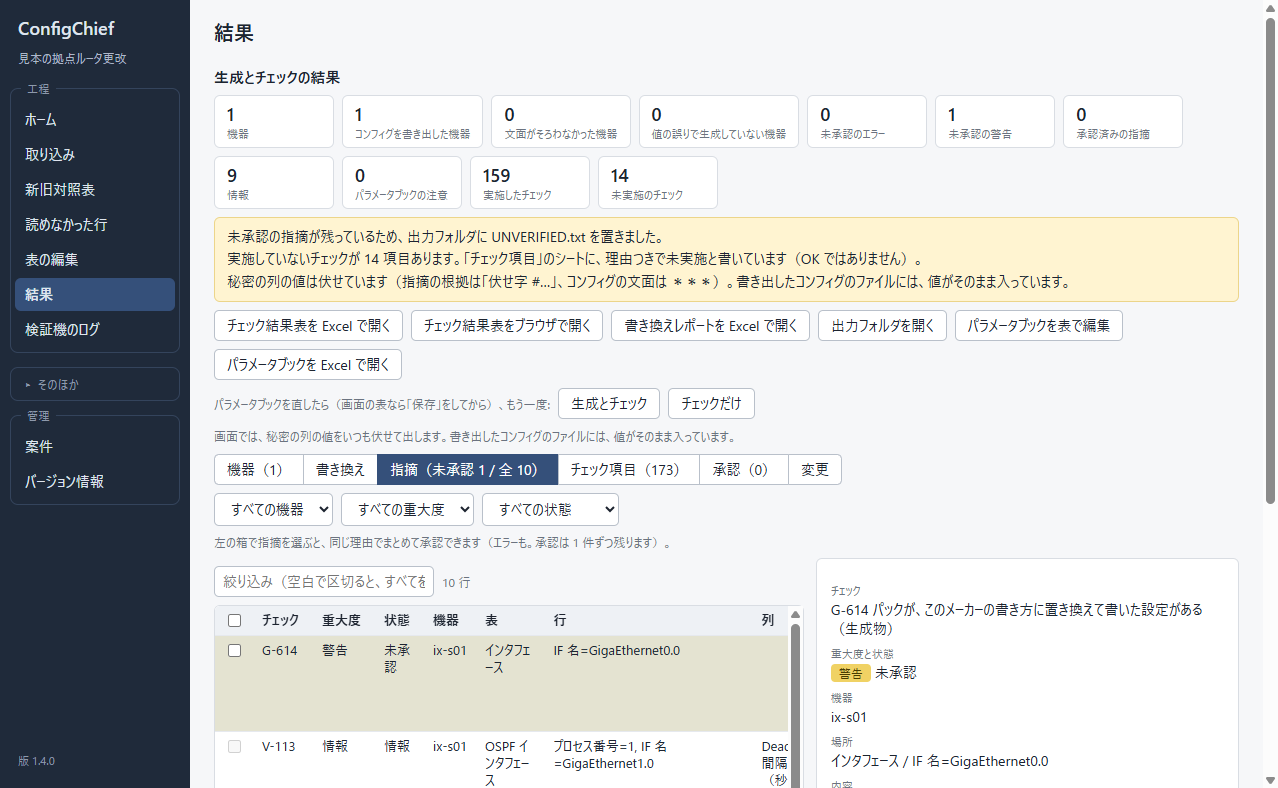 ConfigChief
見本の拠点ルータ更改
工程
ホーム
取り込み
新旧対照表
読めなかった行
表の編集
結果
検証機のログ
▸ そのほか
管理
案件
バージョン情報
版 1.4.0
結果
生成とチェックの結果
1
機器
1
コンフィグを書き出した機器
0
文面がそろわなかった機器
0
値の誤りで生成していない機器
0
未承認のエラー
1
未承認の警告
0
承認済みの指摘
9
情報
0
パラメータブックの注意
159
実施したチェック
14
未実施のチェック
未承認の指摘が残っているため、出力フォルダに UNVERIFIED.txt を置きました。
実施していないチェックが 14 項目あります。「チェック項目」のシートに、理由つきで未実施と書いています（OK ではありません）。
秘密の列の値は伏せています（指摘の根拠は「伏せ字 #…」、コンフィグの文面は ＊＊＊）。書き出したコンフィグのファイルには、値がそのまま入っています。
チェック結果表を Excel で開く
チェック結果表をブラウザで開く
書き換えレポートを Excel で開く
出力フォルダを開く
パラメータブックを表で編集
パラメータブックを Excel で開く
パラメータブックを直したら（画面の表なら「保存」をしてから）、もう一度:
生成とチェック
チェックだけ
画面では、秘密の列の値をいつも伏せて出します。書き出したコンフィグのファイルには、値がそのまま入っています。
機器（1）
書き換え
指摘（未承認 1 / 全 10）
チェック項目（173）
承認（0）
変更
すべての機器
すべての重大度
すべての状態
左の箱で指摘を選ぶと、同じ理由でまとめて承認できます（エラーも。承認は 1 件ずつ残ります）。
絞り込み（空白で区切ると、すべてを
10 行
チェック 重大度 状態 機器 表 行 列
G-614 警告 未承認 ix-s01 インタフェース IF 名=GigaEthernet0.0
V-113 情報 情報 ix-s01 OSPF インタフェース プロセス番号=1, IF 名=GigaEthernet1.0 Dead 間隔（秒
チェック
G-614 パックが、このメーカーの書き方に置き換えて書いた設定がある
（生成物）
重大度と状態
警告 未承認
機器
ix-s01
場所
インタフェース / IF 名=GigaEthernet0.0
内容